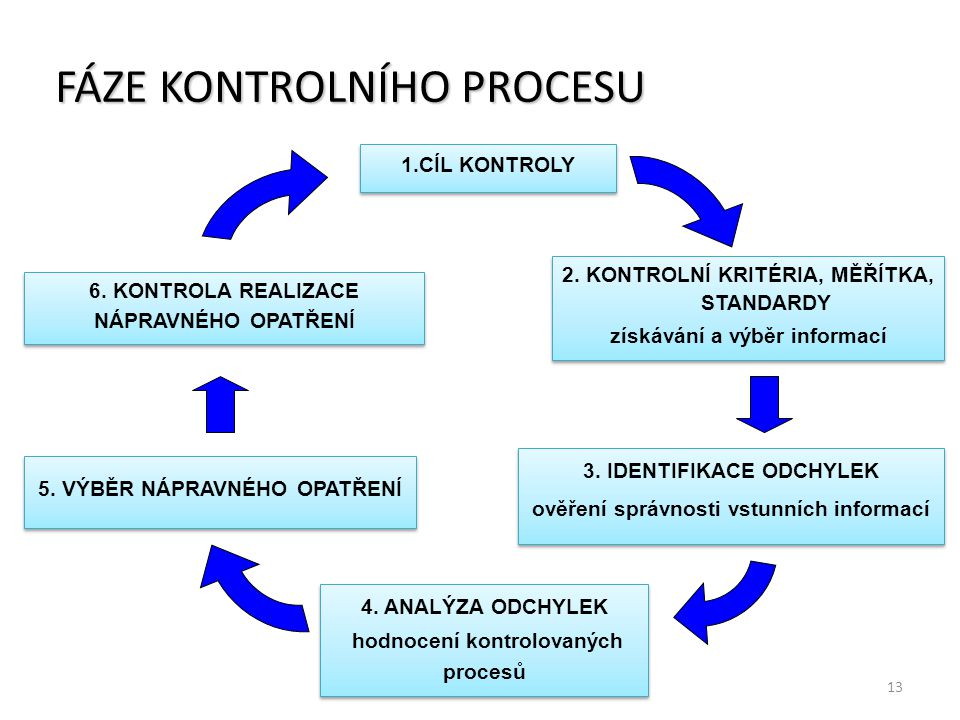 FÁZE KONTROLNÍHO PROCESU
1.CÍL KONTROLY
2. KONTROLNÍ KRITÉRIA, MĚŘÍTKA,
STANDARDY
získávání a výběr informací
3. IDENTIFIKACE ODCHYLEK
ověření správnosti vstunních informací
4. ANALÝZA ODCHYLEK
hodnocení kontrolovaných
procesů
5. VÝBĚR NÁPRAVNÉHO OPATŘENÍ
6. KONTROLA REALIZACE
NÁPRAVNÉHO OPATŘENÍ
13